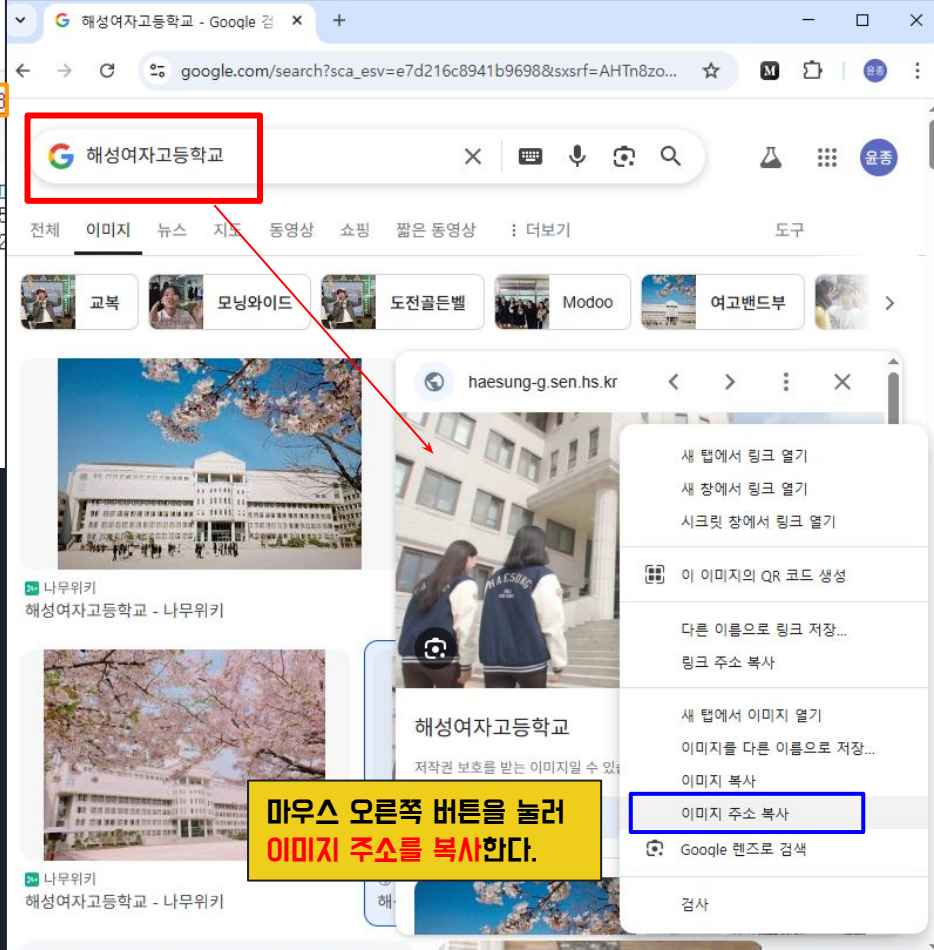 해성여자고등학교 - Google 검
google.com/search?sca_esv=e7d216c8941b9698&sxsrf=AHTn8zo...
M
윤종
해성여자고등학교
윤종
전체 이미지 뉴스 지도 동영상 쇼핑 짧은 동영상 더보기 도구
교복 모닝와이드 도전골든벨 Modoo 여고밴드부
haesung-g.sen.hs.kr
새 탭에서 링크 열기
새 창에서 링크 열기
시크릿 창에서 링크 열기
이 이미지의 QR 코드 생성
다른 이름으로 링크 저장...
링크 주소 복사
새 탭에서 이미지 열기
이미지를 다른 이름으로 저장...
이미지 복사
이미지 주소 복사
Google 렌즈로 검색
검사
HAESUNG
나무위키
해성여자고등학교 - 나무위키
해성여자고등학교
저작권 보호를 받는 이미지일 수 있
마우스 오른쪽 버튼을 눌러
이미지 주소를 복사한다.
나무위키
해성여자고등학교 - 나무위키
해